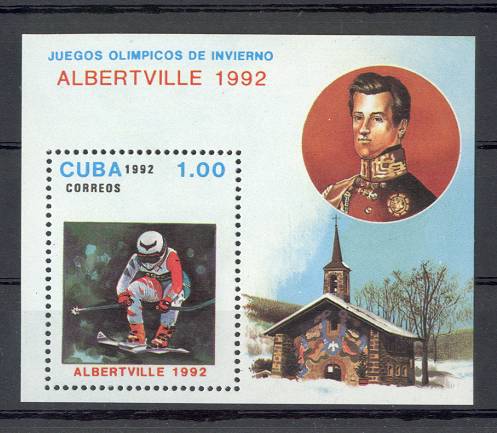 JUEGOS OLIMPICOS DE INVIERNO
ALBERTVILLE 1992
CUBA 1992 1.00
CORREOS
ALBERTVILLE 1992